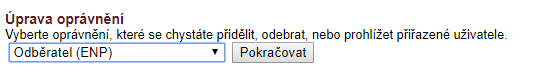 Úprava oprávnění
Vyberte oprávnění, které se chystáte přidělit, odebrat, nebo prohlížet přiřazené uživatele.
Odběratel (ENP) Pokračovat